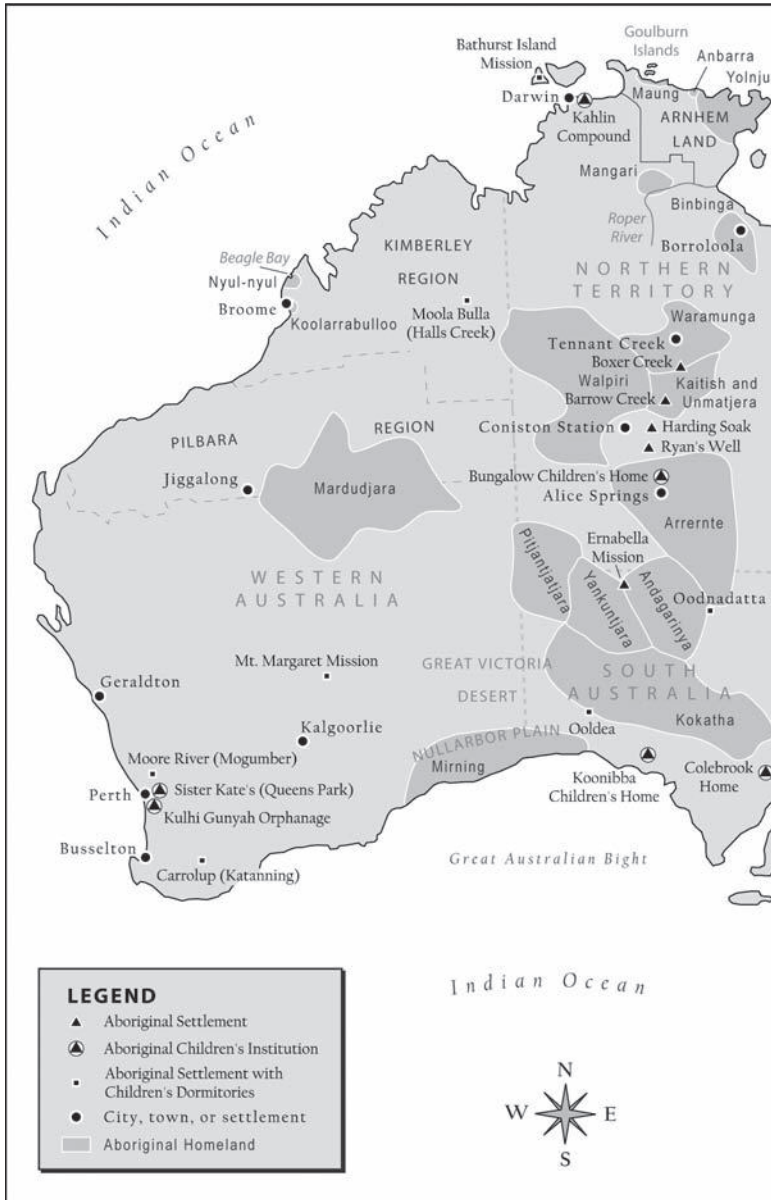 Goulburn
Islands
Bathurst Island
Mission
Anbarra
Yolnju
Maung
Darwin
Kahlin
Compound
ARNHEM
LAND
Indian Ocean
Mangari
Binbinga
Roper
River
Borroloola
KIMBERLEY
REGION
Beagle Bay
Nyul-nyul
Broome
Koolarrabulloo
Moola Bulla
(Halls Creek)
NORTHERN
TERRITORY
Waramunga
Tennant Creek
Boxer Creek
Walpiri
Kaitish and
Unmatjera
Barrow Creek
Coniston Station
Harding Soak
Ryan's Well
PILBARA
REGION
Jiggalong
Mardudjara
Bungalow Children's Home
Alice Springs
Arrernte
Ernabella
Mission
Pitjantjatjara
Yankuntjara
Andagarinya
Oodnadatta
WESTERN
AUSTRALIA
Mt. Margaret Mission
GREAT VICTORIA
DESERT
SOUTH
AUSTRALIA
Geraldton
Kalgoorlie
Ooldea
Kokatha
NULLARBOR PLAIN
Mirning
Moore River (Mogumber)
Perth
Sister Kate's (Queens Park)
Kulhi Gunyah Orphanage
Koonibba
Children's Home
Colebrook
Home
Busselton
Carrolup (Katanning)
Great Australian Bight
Indian Ocean
LEGEND
Aboriginal Settlement
Aboriginal Children's Institution
Aboriginal Settlement with
Children's Dormitories
City, town, or settlement
Aboriginal Homeland
N
W
E
S